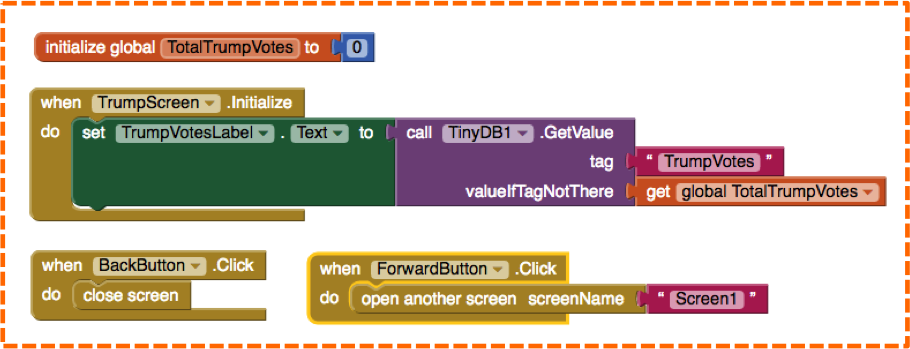 initialize global TotalTrumpVotes to 0
when TrumpScreen .Initialize
do set TrumpVotesLabel . Text to call TinyDB1 .GetValue
tag " TrumpVotes "
valueIfTagNotThere get global TotalTrumpVotes
when BackButton .Click
do close screen
when ForwardButton .Click
do open another screen screenName " Screen1 "